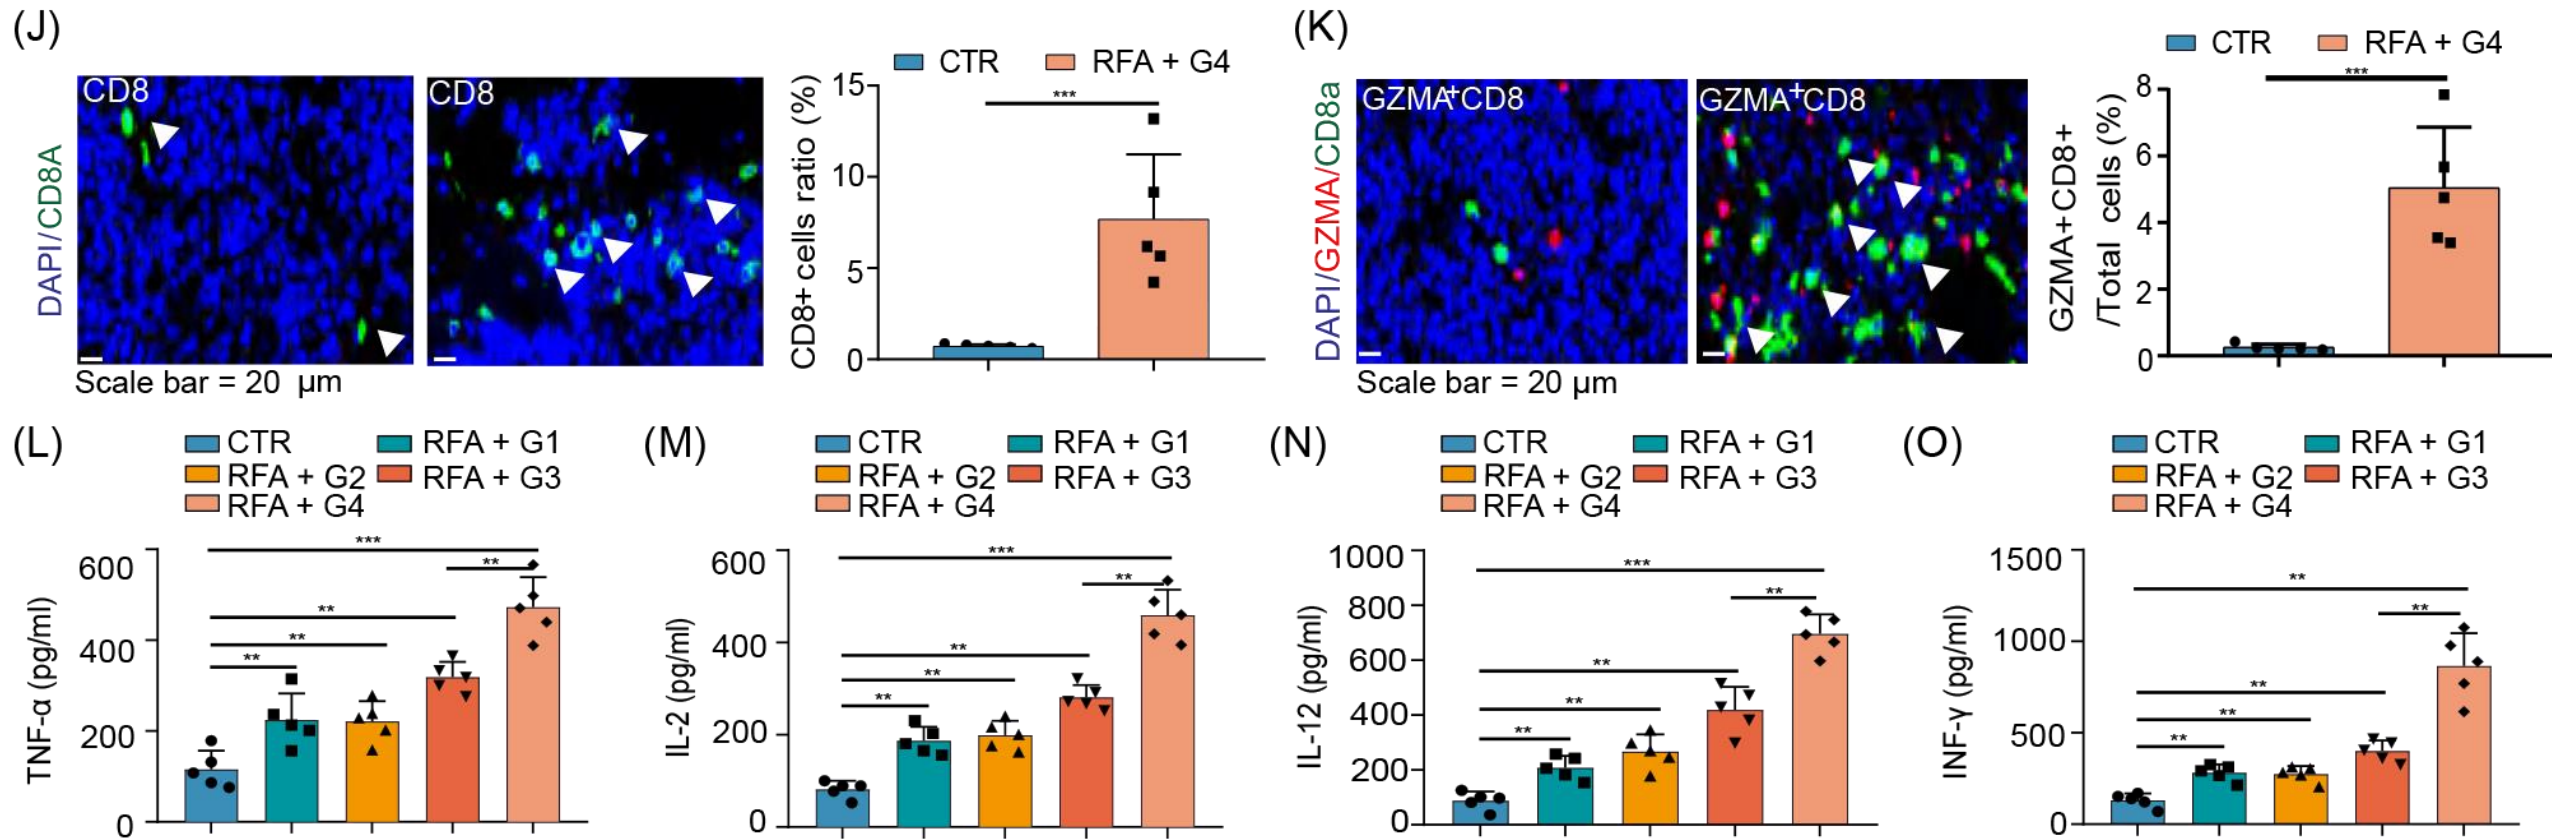 (J)
CD8
CD8
DAPI/CD8A
Scale bar = 20 μm
CTR
RFA + G4
CD8+ cells ratio (%)
15
10
5
0
***
(K)
GZMA+CD8
GZMA+CD8
DAPI/GZMA/CD8a
Scale bar = 20 μm
CTR
RFA + G4
GZMA+CD8+
/Total cells (%)
8
6
4
2
0
***
(L)
CTR
RFA + G1
RFA + G2
RFA + G3
RFA + G4
TNF-α (pg/ml)
600
400
200
0
***
**
**
**
**
(M)
CTR
RFA + G1
RFA + G2
RFA + G3
RFA + G4
IL-2 (pg/ml)
600
400
200
0
***
**
**
**
**
(N)
CTR
RFA + G1
RFA + G2
RFA + G3
RFA + G4
IL-12 (pg/ml)
1000
800
600
400
200
0
***
**
**
**
**
(O)
CTR
RFA + G1
RFA + G2
RFA + G3
RFA + G4
INF-γ (pg/ml)
1500
1000
500
0
**
**
**
**
**